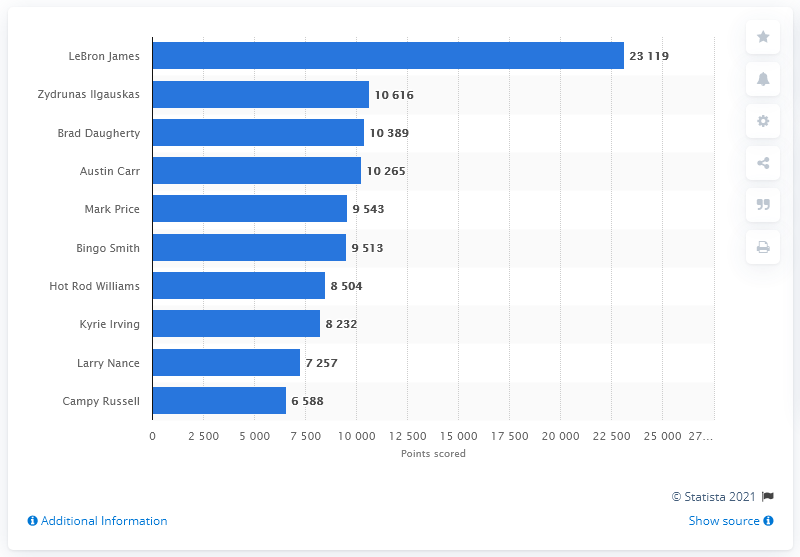 LeBron James 23 119
Zydrunas Ilgauskas 10 616
Brad Daugherty 10 389
Austin Carr 10 265
Mark Price 9 543
Bingo Smith 9 513
Hot Rod Williams 8 504
Kyrie Irving 8 232
Larry Nance 7 257
Campy Russell 6 588
0 2 500 5 000 7 500 10 000 12 500 15 000 17 500 20 000 22 500 25 000 27…
Points scored
© Statista 2021
Additional Information Show source